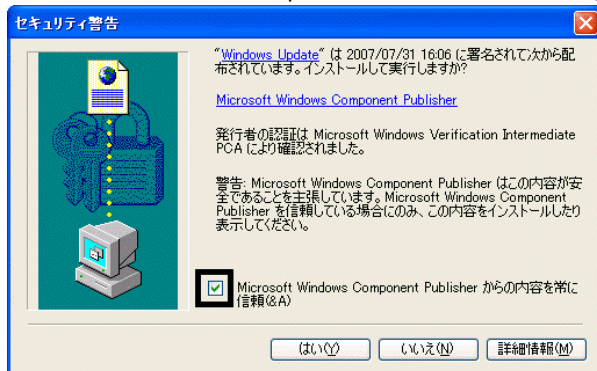 セキュリティ警告
"Windows Update" は 2007/07/31 16:06 に署名されて次から配
布されています。インストールして実行しますか?
Microsoft Windows Component Publisher
発行者の認証は Microsoft Windows Verification Intermediate
PCA により確認されました。
警告: Microsoft Windows Component Publisher はこの内容が安
全であることを主張しています。Microsoft Windows Component
Publisher を信頼している場合にのみ、この内容をインストールしたり
表示してください。
Microsoft Windows Component Publisher からの内容を常に
信頼(&A)
はい(Y)
いいえ(N)
詳細情報(M)